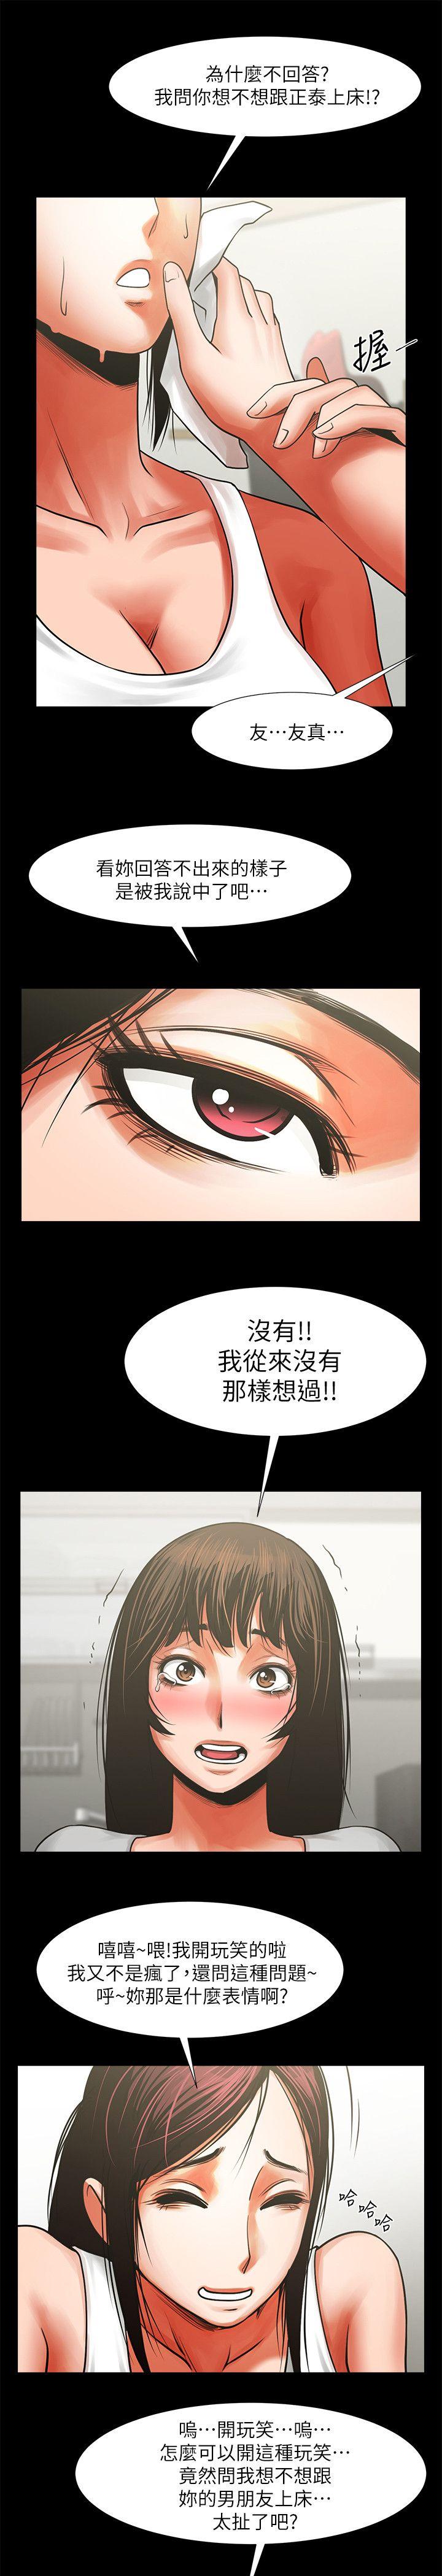 為什麼不回答?
我問你想不想跟正泰上床!?
握
友…友真…
看妳回答不出來的樣子
是被我說中了吧…
沒有!!
我從來沒有
那樣想過!!
嘻嘻~喂!我開玩笑的啦
我又不是瘋了,還問這種問題~
呼~妳那是什麼表情啊?
哈哈哈
嗚…開玩笑…嗚…
怎麼可以開這種玩笑…
竟然問我想不想跟
妳的男朋友上床…
太扯了吧?